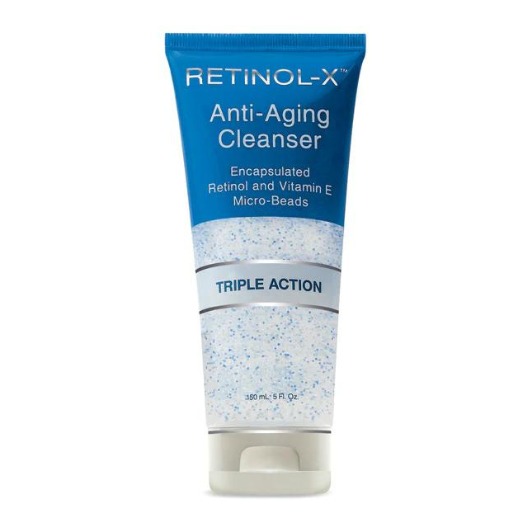 RETINOL-X™
Anti-Aging
Cleanser
Encapsulated
Retinol and Vitamin E
Micro-Beads
TRIPLE ACTION
150 mL · 5 Fl. Oz.